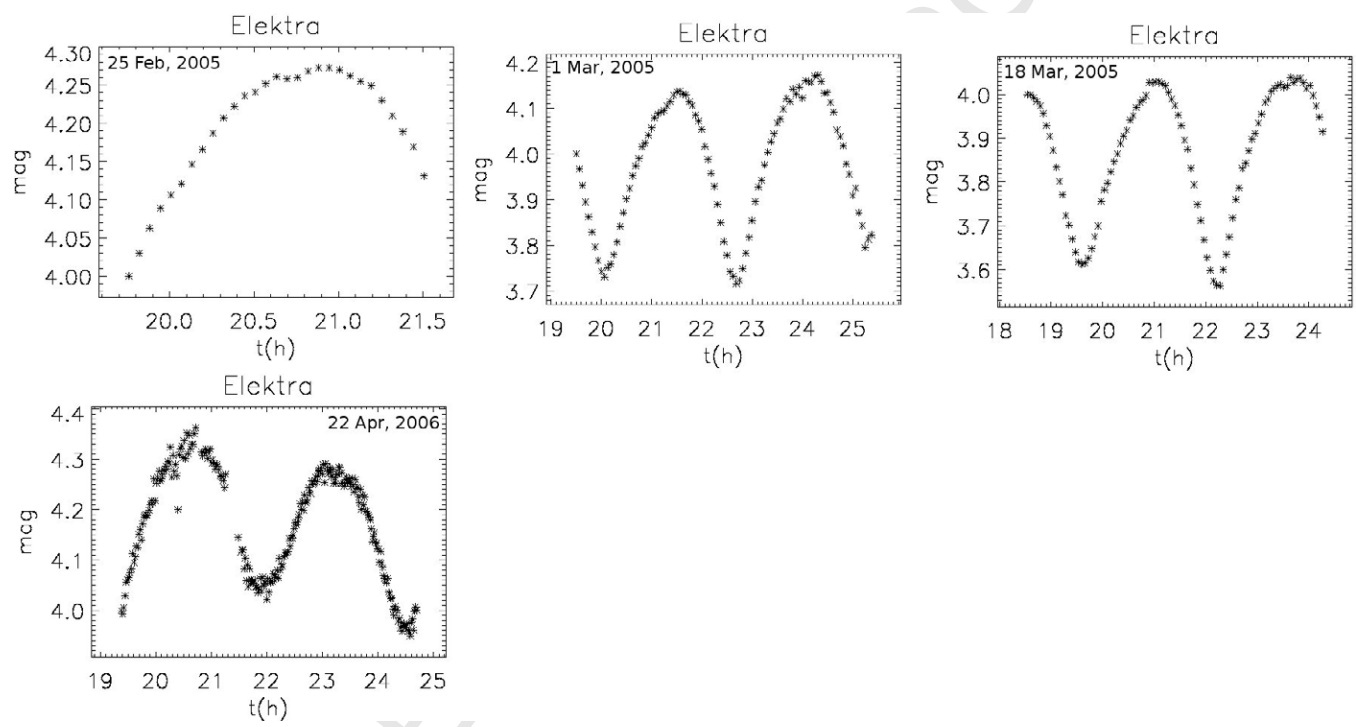 Elektra
25 Feb, 2005
4.30
4.25
4.20
4.15
4.10
4.05
4.00
mag
20.0 20.5 21.0 21.5
t(h)
Elektra
1 Mar, 2005
4.2
4.1
4.0
3.9
3.8
3.7
mag
19 20 21 22 23 24 25
t(h)
Elektra
18 Mar, 2005
4.0
3.9
3.8
3.7
3.6
mag
18 19 20 21 22 23 24
t(h)
Elektra
22 Apr, 2006
4.4
4.3
4.2
4.1
4.0
mag
19 20 21 22 23 24 25
t(h)